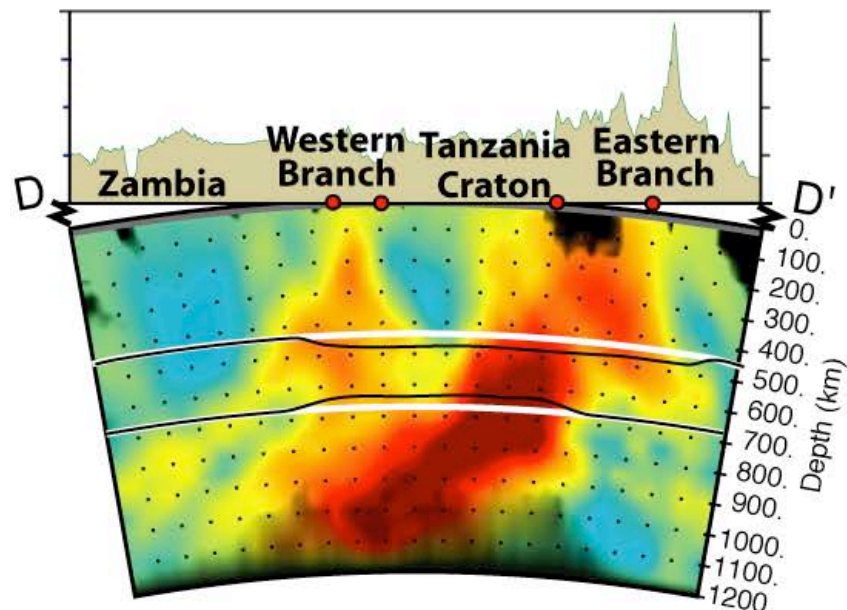 Western
Branch
Tanzania
Craton
Eastern
Branch
Zambia
D
D'
0.
100.
200.
300.
400.
500.
600.
700.
800.
900.
1000.
1100.
1200.
Depth (km)